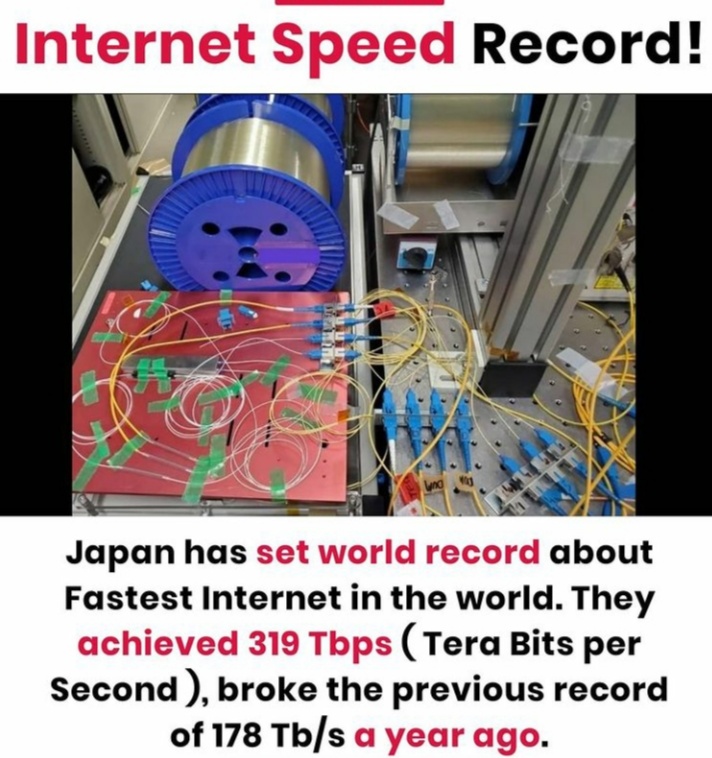 Internet Speed Record!
Japan has set world record about
Fastest Internet in the world. They
achieved 319 Tbps ( Tera Bits per
Second ), broke the previous record
of 178 Tb/s a year ago.